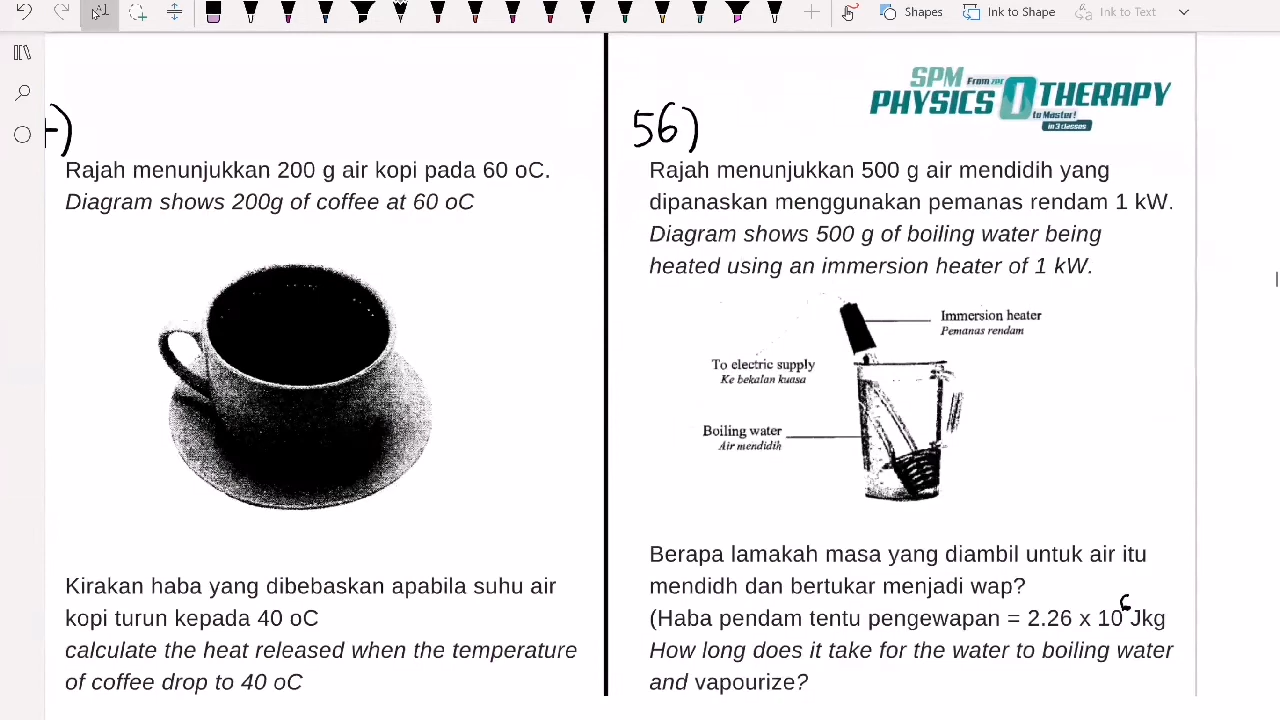 Shapes
Ink to Shape
Ink to Text
SPM
From zer
PHYSICS
THERAPY
to Master!
in 3 classes
)
Rajah menunjukkan 200 g air kopi pada 60 oC.
Diagram shows 200g of coffee at 60 oC
Kirakan haba yang dibebaskan apabila suhu air
kopi turun kepada 40 oC
calculate the heat released when the temperature
of coffee drop to 40 oC
56)
Rajah menunjukkan 500 g air mendidih yang
dipanaskan menggunakan pemanas rendam 1 kW.
Diagram shows 500 g of boiling water being
heated using an immersion heater of 1 kW.
Immersion heater
Pemanas rendam
To electric supply
Ke bekalan kuasa
Boiling water
Air mendidih
Berapa lamakah masa yang diambil untuk air itu
mendidh dan bertukar menjadi wap?
(Haba pendam tentu pengewapan = 2.26 x 10⁶Jkg
How long does it take for the water to boiling water
and vapourize?